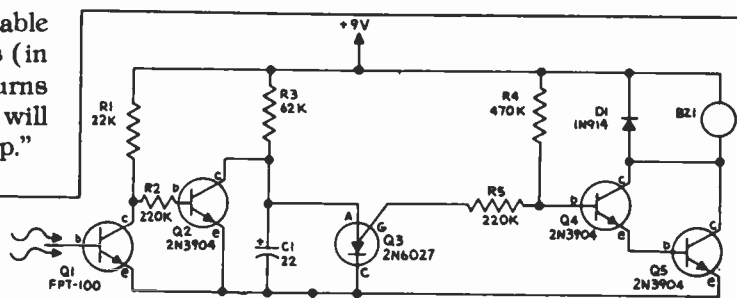 able
s (in
urns
will
p."
+9V
R1
22K
R3
62K
R4
470K
D1
1N914
BZ1
R2
220K
b
c
e
Q2
2N3904
b
c
e
Q1
FPT-100
+
C1
22
A
G
C
Q3
2N6027
R5
220K
b
c
e
Q4
2N3904
b
c
e
Q5
2N3904